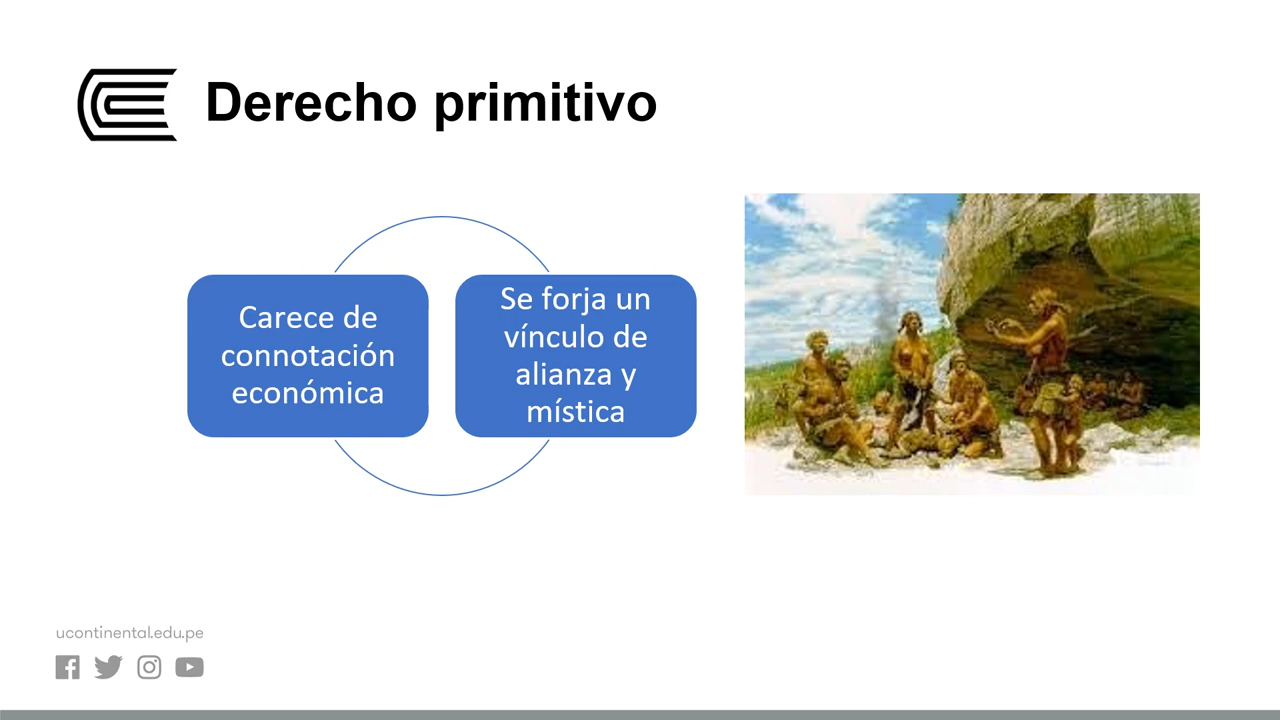 Derecho primitivo
Carece de
connotación
económica
Se forja un
vínculo de
alianza y
mística
ucontinental.edu.pe